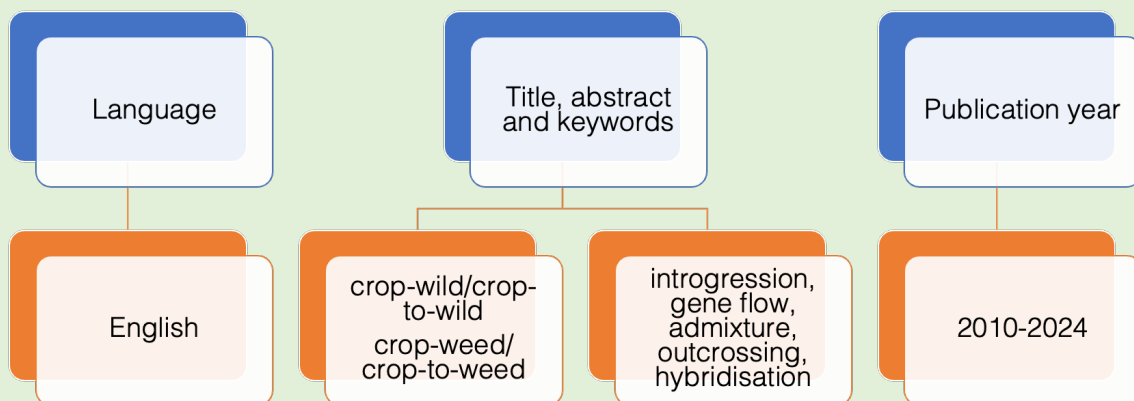 Language
Title, abstract
and keywords
Publication year
English
crop-wild/crop-
to-wild
crop-weed/
crop-to-weed
introgression,
gene flow,
admixture,
outcrossing,
hybridisation
2010-2024